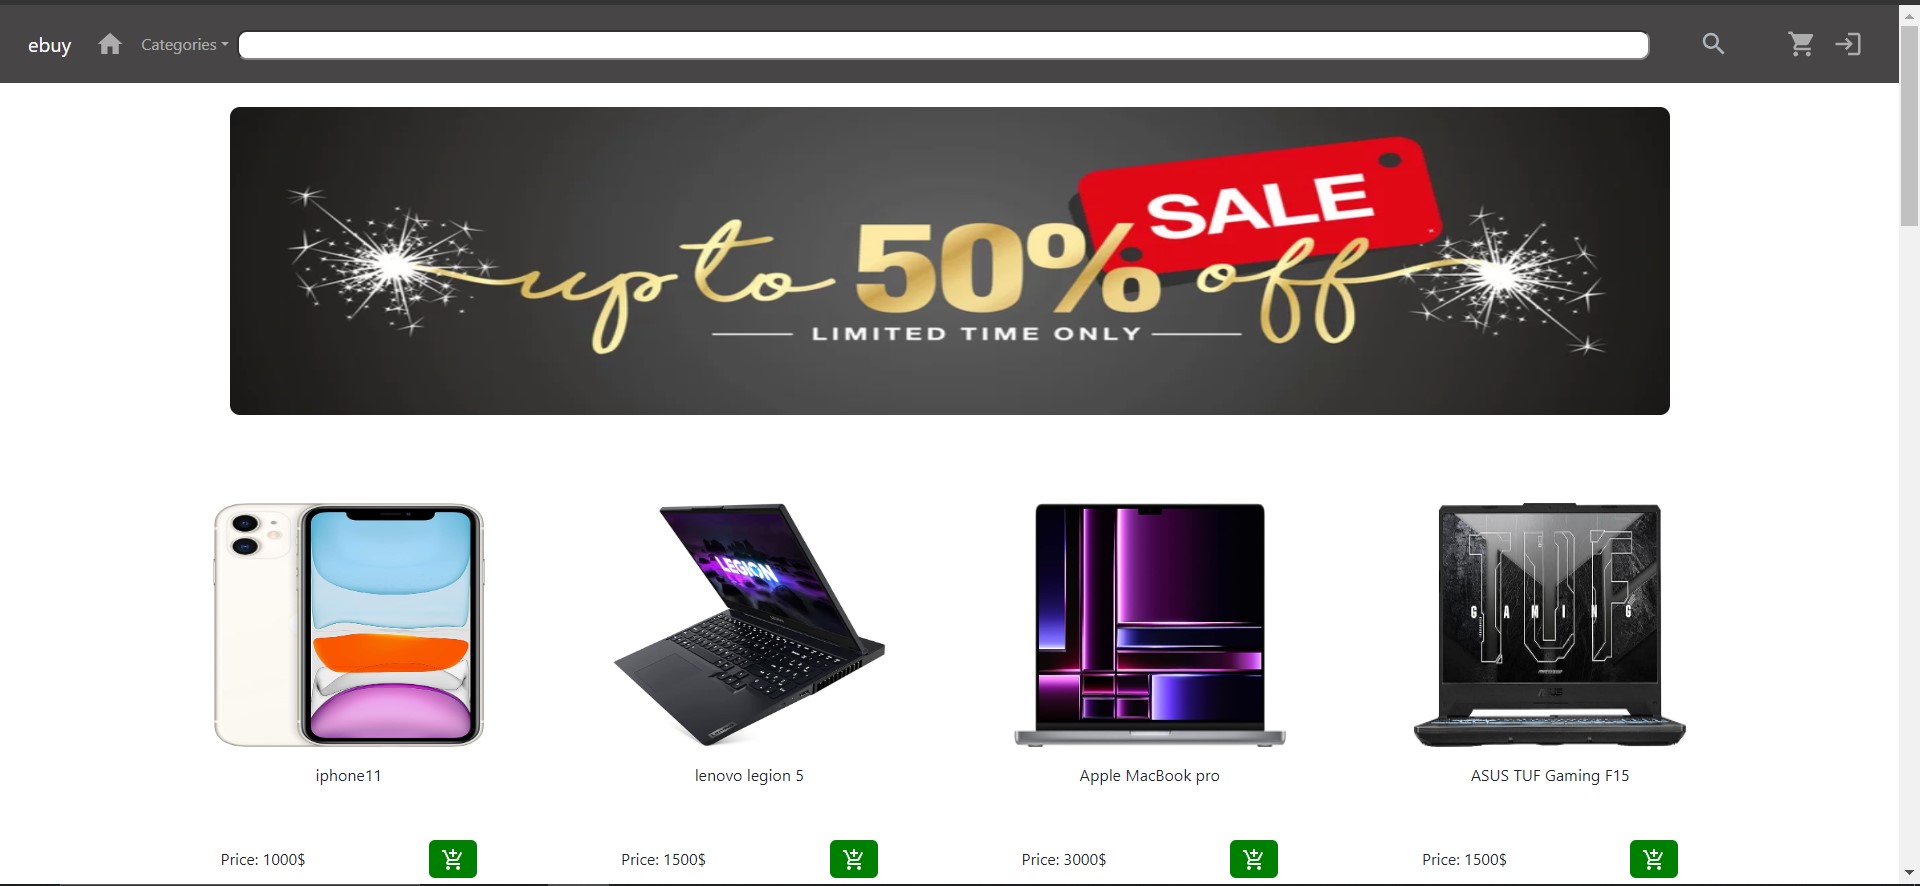 ebuy
Categories
SALE
up to 50% off
LIMITED TIME ONLY
LEGION
TUF
GAMING
ASUS
iphone11
lenovo legion 5
Apple MacBook pro
ASUS TUF Gaming F15
Price: 1000$
Price: 1500$
Price: 3000$
Price: 1500$